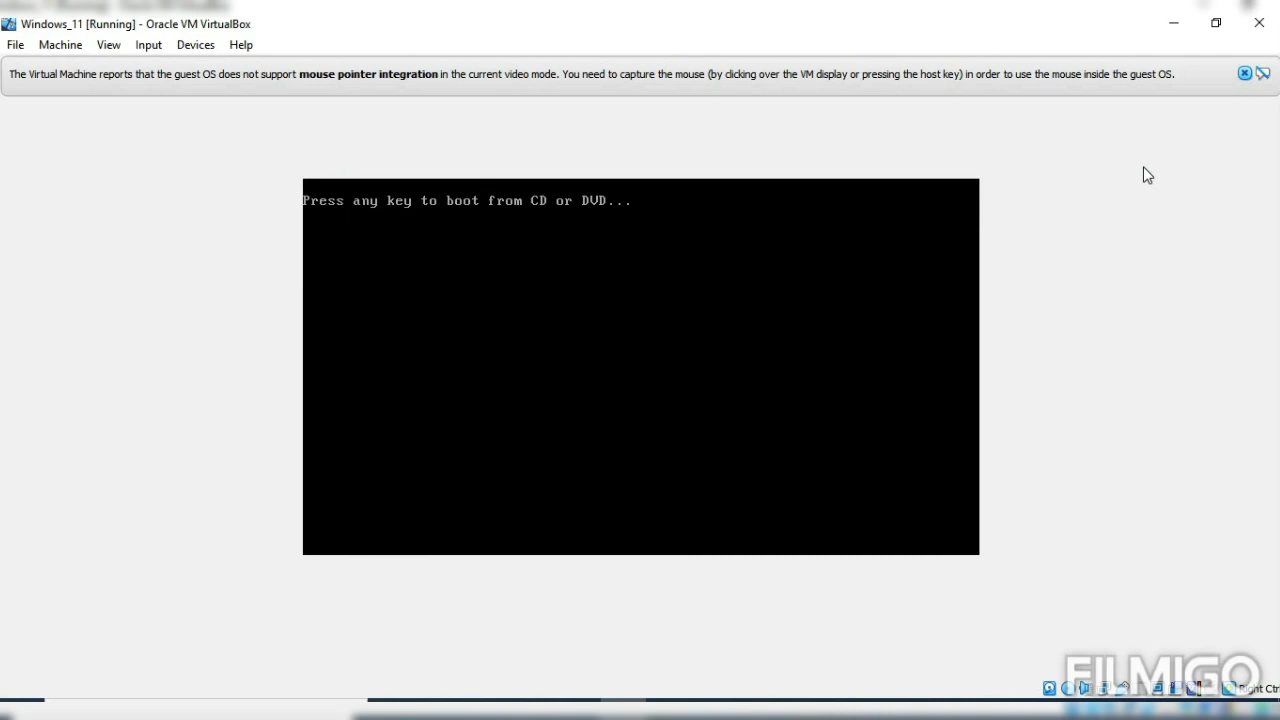 Windows_11 [Running] - Oracle VM VirtualBox
File Machine View Input Devices Help
The Virtual Machine reports that the guest OS does not support mouse pointer integration in the current video mode. You need to capture the mouse (by clicking over the VM display or pressing the host key) in order to use the mouse inside the guest OS.
Press any key to boot from CD or DVD...
FILMIGO
Right Ctr